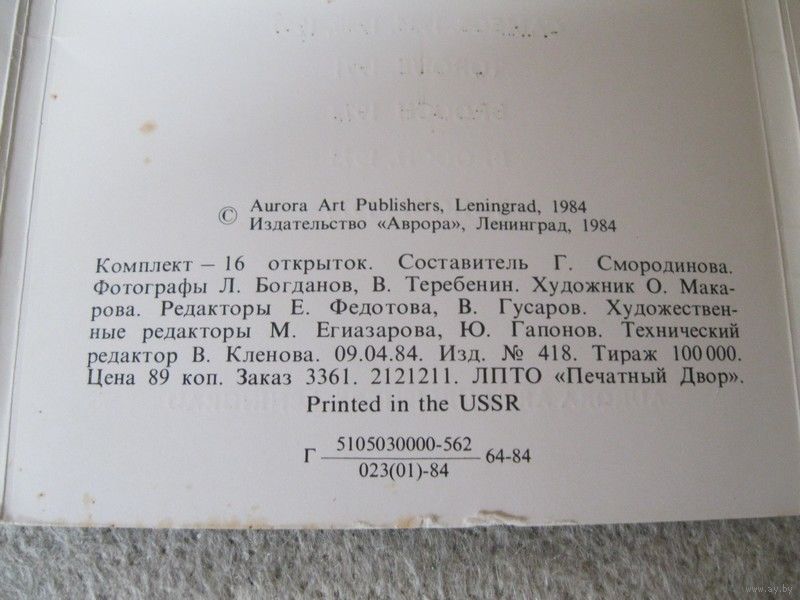 © Aurora Art Publishers, Leningrad, 1984
Издательство «Аврора», Ленинград, 1984
Комплект – 16 открыток. Составитель Г. Смородинова.
Фотографы Л. Богданов, В. Теребенин. Художник О. Мака-
рова. Редакторы Е. Федотова, В. Гусаров. Художествен-
ные редакторы М. Егиазарова, Ю. Гапонов. Технический
редактор В. Кленова. 09.04.84. Изд. № 418. Тираж 100 000.
Цена 89 коп. Заказ 3361. 2121211. ЛПТО «Печатный Двор».
Printed in the USSR
5105030000-562
Г 64-84
023(01)-84
www.ay.by